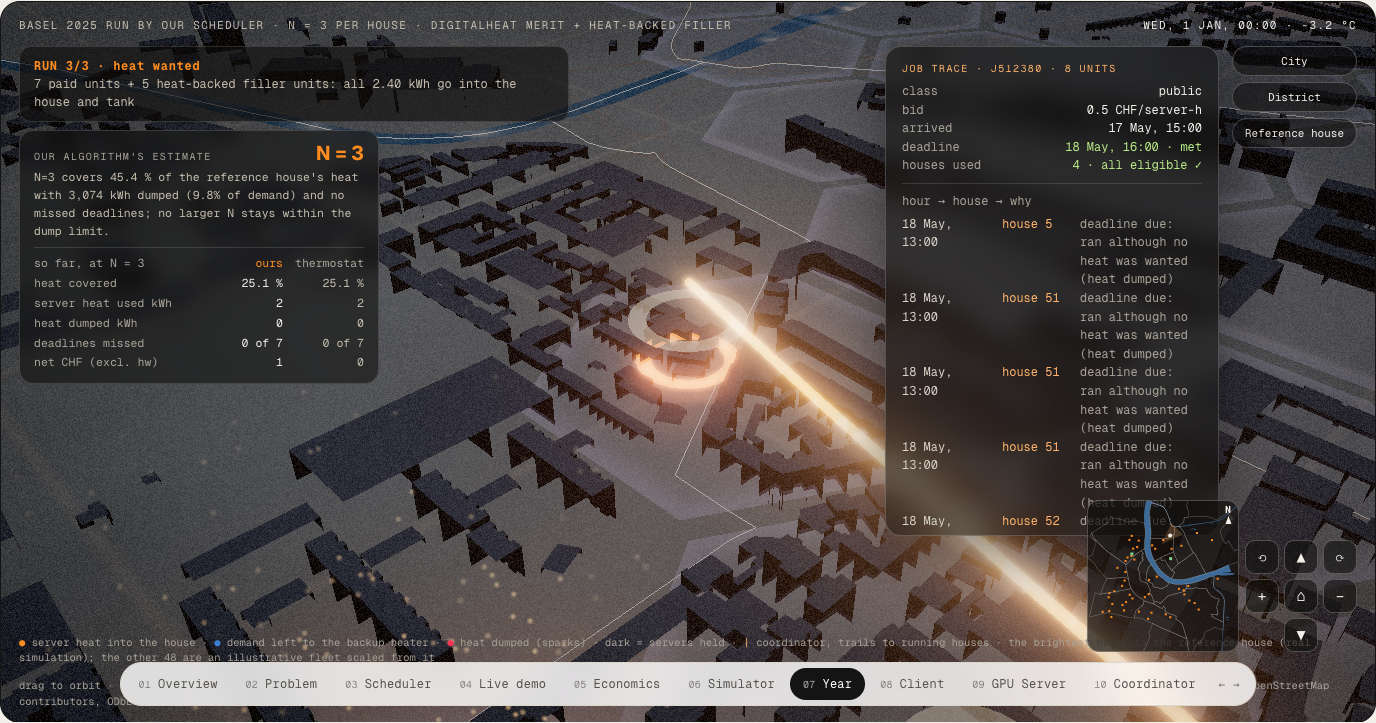 BASEL 2025 RUN BY OUR SCHEDULER · N = 3 PER HOUSE · DIGITALHEAT MERIT + HEAT-BACKED FILLER
WED, 1 JAN, 00:00 · -3.2 °C
RUN 3/3 · heat wanted
7 paid units + 5 heat-backed filler units: all 2.40 kWh go into the
house and tank
OUR ALGORITHM'S ESTIMATE N = 3
N=3 covers 45.4 % of the reference house's heat
with 3,074 kWh dumped (9.8% of demand) and no
missed deadlines; no larger N stays within the
dump limit.
so far, at N = 3 ours thermostat
heat covered 25.1 % 25.1 %
server heat used kWh 2 2
heat dumped kWh 0 0
deadlines missed 0 of 7 0 of 7
net CHF (excl. hw) 1 0
JOB TRACE · J512380 · 8 UNITS
class public
bid 0.5 CHF/server-h
arrived 17 May, 15:00
deadline 18 May, 16:00 · met
houses used 4 · all eligible ✓
hour → house → why
18 May, house 5 deadline due:
13:00 ran although no
heat was wanted
(heat dumped)
18 May, house 51 deadline due:
13:00 ran although no
heat was wanted
(heat dumped)
18 May, house 51 deadline due:
13:00 ran although no
heat was wanted
(heat dumped)
18 May, house 51 deadline due:
13:00 ran although no
heat was wanted
(heat dumped)
18 May, house 52 deadline due:
City
District
Reference house
N
⟲ ▲ ⟳
+ ⌂ −
▼
server heat into the house · demand left to the backup heater · heat dumped (sparks) · dark = servers held · coordinator, trails to running houses · the reference house (real
simulation); the other 48 are an illustrative fleet scaled from it
drag to orbit · OpenStreetMap
contributors,
01 Overview 02 Problem 03 Scheduler 04 Live demo 05 Economics 06 Simulator 07 Year 08 Client 09 GPU Server 10 Coordinator ← →